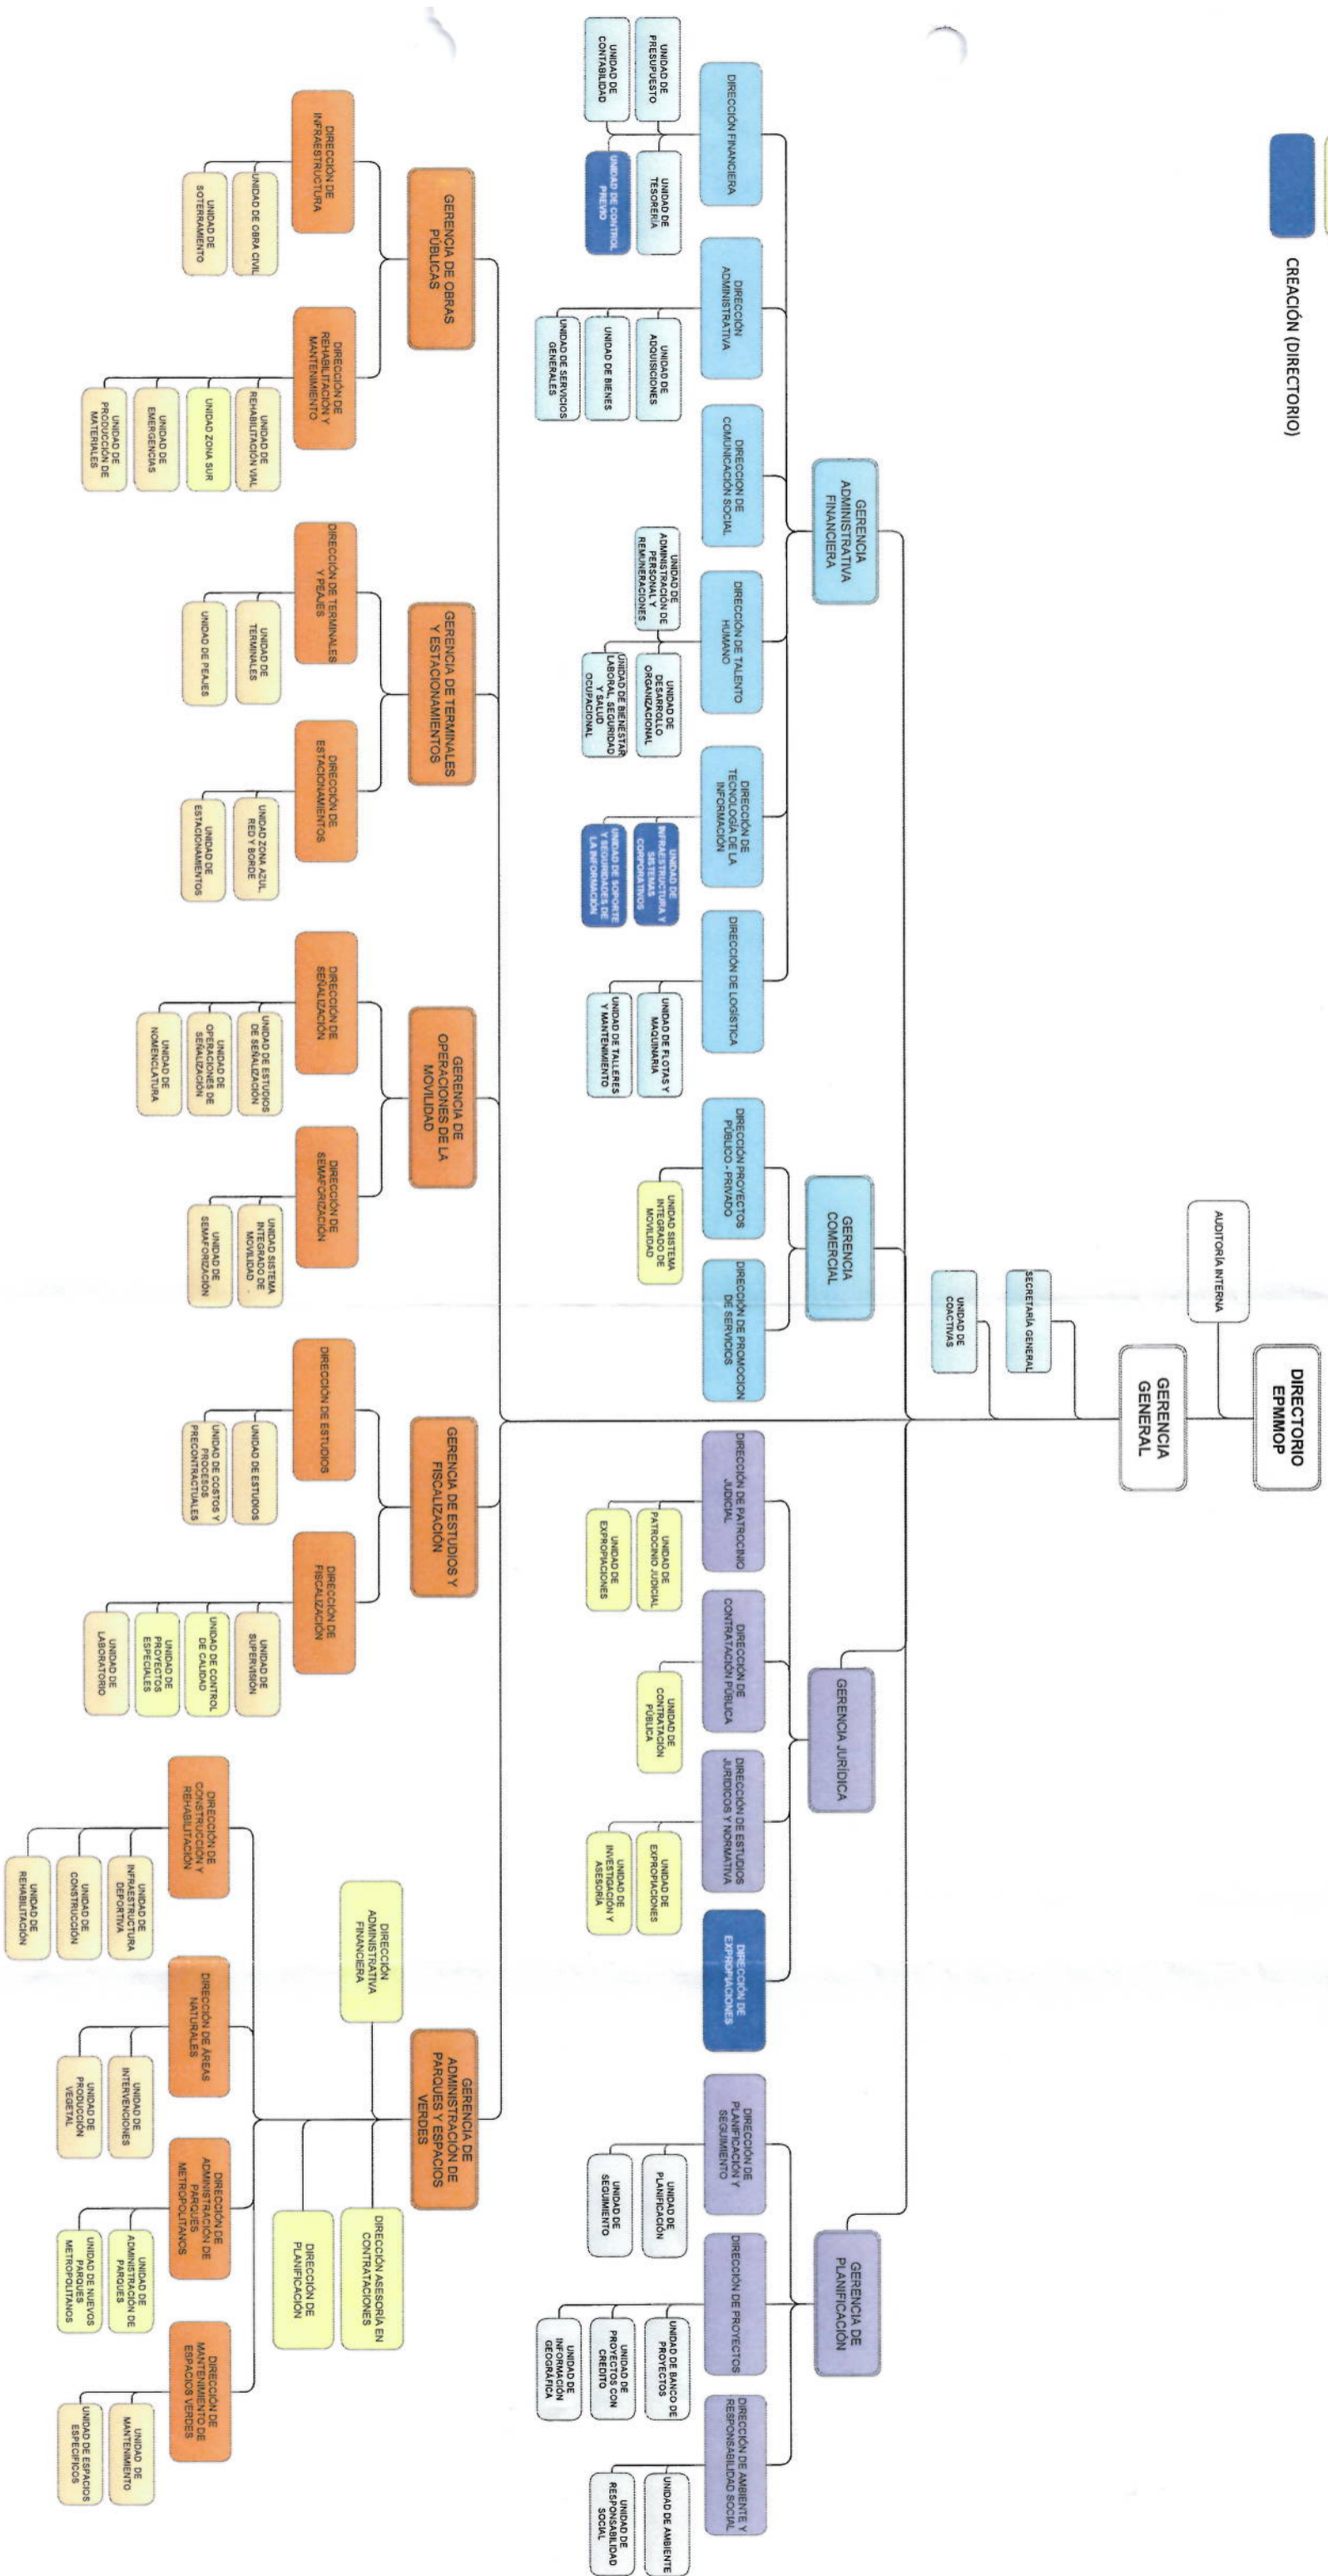 CREACIÓN (DIRECTORIO)
DIRECTORIO
EPMMOP
AUDITORÍA INTERNA
GERENCIA
GENERAL
SECRETARÍA GENERAL
UNIDAD DE
COACTIVAS
GERENCIA
ADMINISTRATIVA
FINANCIERA
GERENCIA
COMERCIAL
GERENCIA JURÍDICA
GERENCIA DE
PLANIFICACIÓN
DIRECCIÓN FINANCIERA
UNIDAD DE
PRESUPUESTO
UNIDAD DE
TESORERÍA
UNIDAD DE
CONTABILIDAD
UNIDAD DE CONTROL
PREVIO
DIRECCIÓN
ADMINISTRATIVA
UNIDAD DE
ADQUISICIONES
UNIDAD DE BIENES
UNIDAD DE SERVICIOS
GENERALES
DIRECCION DE
COMUNICACIÓN SOCIAL
DIRECCIÓN DE TALENTO
HUMANO
UNIDAD DE
ADMINISTRACIÓN DE
PERSONAL Y
REMUNERACIONES
UNIDAD DE
DESARROLLO
ORGANIZACIONAL
UNIDAD DE BIENESTAR
LABORAL, SEGURIDAD
Y SALUD
OCUPACIONAL
DIRECCIÓN DE
TECNOLOGÍA DE LA
INFORMACIÓN
UNIDAD DE
INFRAESTRUCTURA Y
SISTEMAS
CORPORATIVOS
UNIDAD DE SOPORTE
Y SEGURIDADES DE
LA INFORMACIÓN
DIRECCIÓN DE LOGÍSTICA
UNIDAD DE FLOTAS Y
MAQUINARIA
UNIDAD DE TALLERES
Y MANTENIMIENTO
DIRECCIÓN PROYECTOS
PÚBLICO - PRIVADO
UNIDAD SISTEMA
INTEGRADO DE
MOVILIDAD
DIRECCIÓN DE PROMOCION
DE SERVICIOS
DIRECCIÓN DE PATROCINIO
JUDICIAL
UNIDAD DE
PATROCINIO JUDICIAL
UNIDAD DE
EXPROPIACIONES
DIRECCIÓN DE
CONTRATACIÓN PÚBLICA
UNIDAD DE
CONTRATACIÓN
PÚBLICA
DIRECCIÓN DE ESTUDIOS
JURIDICOS Y NORMATIVA
UNIDAD DE
EXPROPIACIONES
UNIDAD DE
INVESTIGACIÓN Y
ASESORÍA
DIRECCIÓN DE
EXPROPIACIONES
DIRECCIÓN DE
PLANIFICACIÓN Y
SEGUIMIENTO
UNIDAD DE
PLANIFICACIÓN
UNIDAD DE
SEGUIMIENTO
DIRECCIÓN DE PROYECTOS
UNIDAD DE BANCO DE
PROYECTOS
UNIDAD DE
PROYECTOS CON
CREDITO
UNIDAD DE
INFORMACIÓN
GEOGRÁFICA
DIRECCIÓN DE AMBIENTE Y
RESPONSABILIDAD SOCIAL
UNIDAD DE AMBIENTE
UNIDAD DE
RESPONSABILIDAD
SOCIAL
GERENCIA DE OBRAS
PÚBLICAS
GERENCIA DE TERMINALES
Y ESTACIONAMIENTOS
GERENCIA DE
OPERACIONES DE LA
MOVILIDAD
GERENCIA DE ESTUDIOS Y
FISCALIZACIÓN
GERENCIA DE
ADMINISTRACIÓN DE
PARQUES Y ESPACIOS
VERDES
DIRECCIÓN DE
INFRAESTRUCTURA
UNIDAD DE OBRA CIVIL
UNIDAD DE
SOTERRAMIENTO
DIRECCIÓN DE
REHABILITACIÓN Y
MANTENIMIENTO
UNIDAD DE
REHABILITACIÓN VIAL
UNIDAD ZONA SUR
UNIDAD DE
EMERGENCIAS
UNIDAD DE
PRODUCCIÓN DE
MATERIALES
DIRECCIÓN DE TERMINALES
Y PEAJES
UNIDAD DE
TERMINALES
UNIDAD DE PEAJES
DIRECCIÓN DE
ESTACIONAMIENTOS
UNIDAD ZONA AZUL,
RED Y BORDE
UNIDAD DE
ESTACIONAMIENTOS
DIRECCIÓN DE
SEÑALIZACIÓN
UNIDAD DE ESTUDIOS
DE SEÑALIZACIÓN
UNIDAD DE
OPERACIONES DE
SEÑALIZACIÓN
UNIDAD DE
NOMENCLATURA
DIRECCIÓN DE
SEMAFORIZACIÓN
UNIDAD SISTEMA
INTEGRADO DE -
MOVILIDAD
UNIDAD DE
SEMAFORIZACIÓN
DIRECCIÓN DE ESTUDIOS
UNIDAD DE ESTUDIOS
UNIDAD DE COSTOS Y
PROCESOS
PRECONTRACTUALES
DIRECCIÓN DE
FISCALIZACIÓN
UNIDAD DE
SUPERVISIÓN
UNIDAD DE CONTROL
DE CALIDAD
UNIDAD DE
PROYECTOS
ESPECIALES
UNIDAD DE
LABORATORIO
DIRECCIÓN
ADMINISTRATIVA
FINANCIERA
DIRECCIÓN ASESORÍA EN
CONTRATACIONES
DIRECCIÓN DE
PLANIFICACIÓN
DIRECCIÓN DE
CONSTRUCCIÓN Y
REHABILITACIÓN
UNIDAD DE
INFRAESTRUCTURA
DEPORTIVA
UNIDAD DE
CONSTRUCCIÓN
UNIDAD DE
REHABILITACIÓN
DIRECCIÓN DE ÁREAS
NATURALES
UNIDAD DE
INTERVENCIONES
UNIDAD DE
PRODUCCIÓN
VEGETAL
DIRECCIÓN DE
ADMINISTRACIÓN DE
PARQUES
METROPOLITANOS
UNIDAD DE
ADMINISTRACIÓN DE
PARQUES
UNIDAD DE NUEVOS
PARQUES
METROPOLITANOS
DIRECCIÓN DE
MANTENIMIENTO DE
ESPACIOS VERDES
UNIDAD DE
MANTENIMIENTO
UNIDAD DE ESPACIOS
ESPECIFICOS